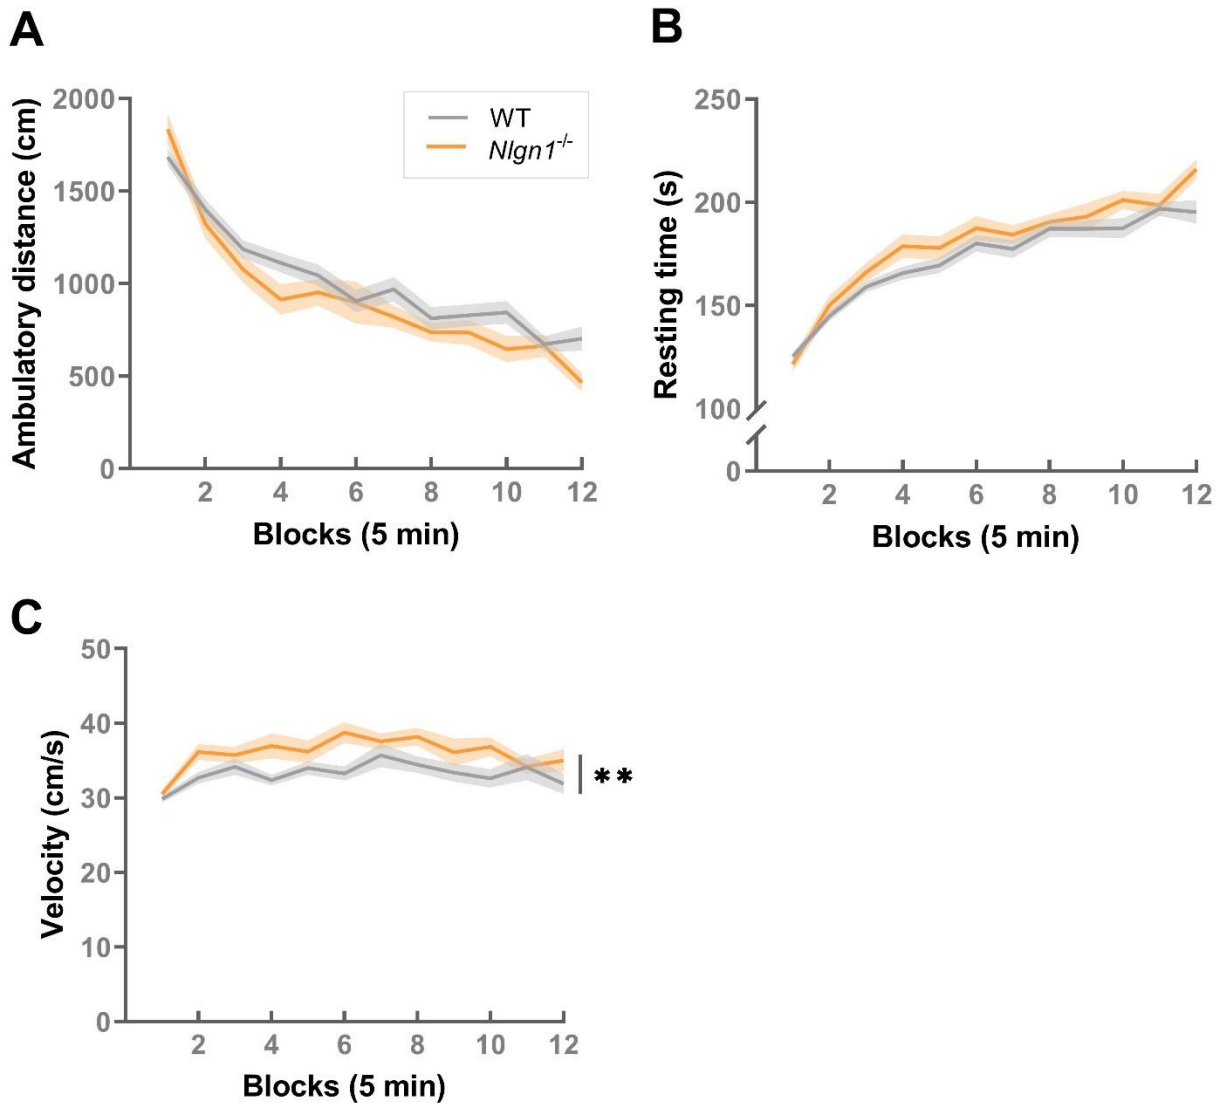 A
Ambulatory distance (cm)
2000
1500
1000
500
0
2 4 6 8 10 12
Blocks (5 min)
WT
Nlgn1-/-
B
Resting time (s)
250
200
150
100
0
2 4 6 8 10 12
Blocks (5 min)
C
Velocity (cm/s)
50
40
30
20
10
0
2 4 6 8 10 12
Blocks (5 min)
**